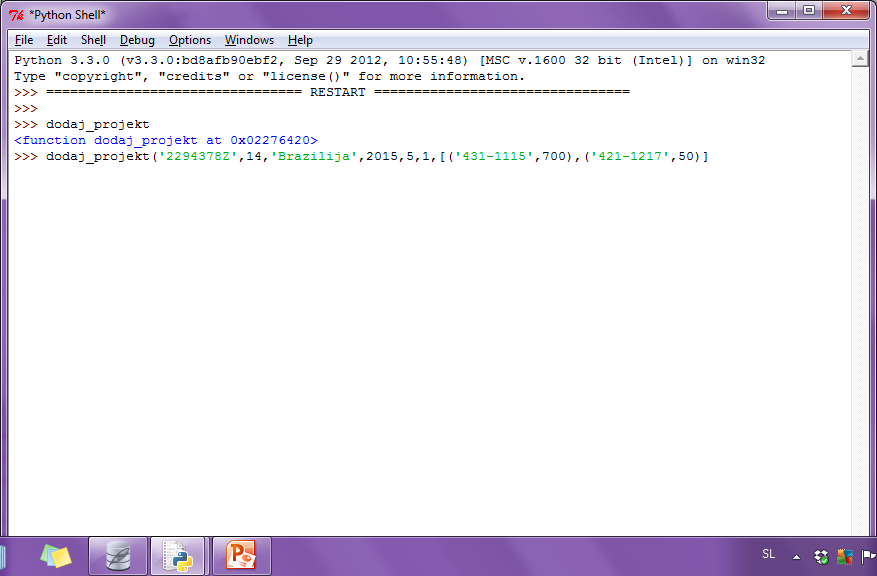 *Python Shell*
File Edit Shell Debug Options Windows Help
Python 3.3.0 (v3.3.0:bd8afb90ebf2, Sep 29 2012, 10:55:48) [MSC v.1600 32 bit (Intel)] on win32
Type "copyright", "credits" or "license()" for more information.
>>> ================================ RESTART ================================
>>>
>>> dodaj_projekt
<function dodaj_projekt at 0x02276420>
>>> dodaj_projekt('2294378Z',14,'Brazilija',2015,5,1,[('431-1115',700),('421-1217',50)]
SL